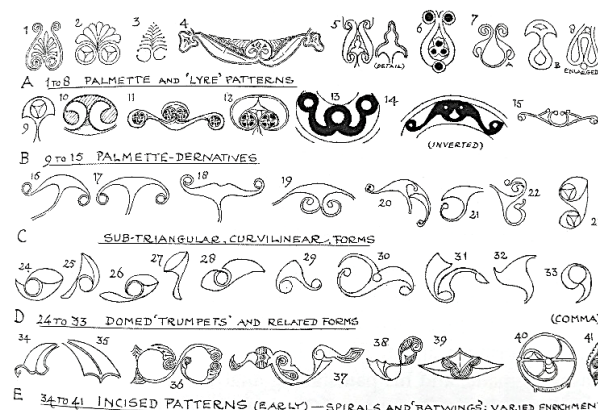 1 2 3 4 5 6 7 8
(DETAIL) A B ENLARGED
A 1 TO 8 PALMETTE AND 'LYRE' PATTERNS
9 10 11 12 13 14 15
(INVERTED)
B 9 TO 15 PALMETTE-DERNATIVES
16 17 18 19 20 21 22 2
C SUB-TRIANGULAR, CURVILINEAR, FORMS
24 25 26 27 28 29 30 31 32 33
D 24 TO 33 DOMED 'TRUMPETS' AND RELATED FORMS (COMMA)
34 35 36 37 38 39 40 41
E 34 TO 41 INCISED PATTERNS (EARLY) — SPIRALS AND 'BATWINGS': VARIED ENRICHMENT